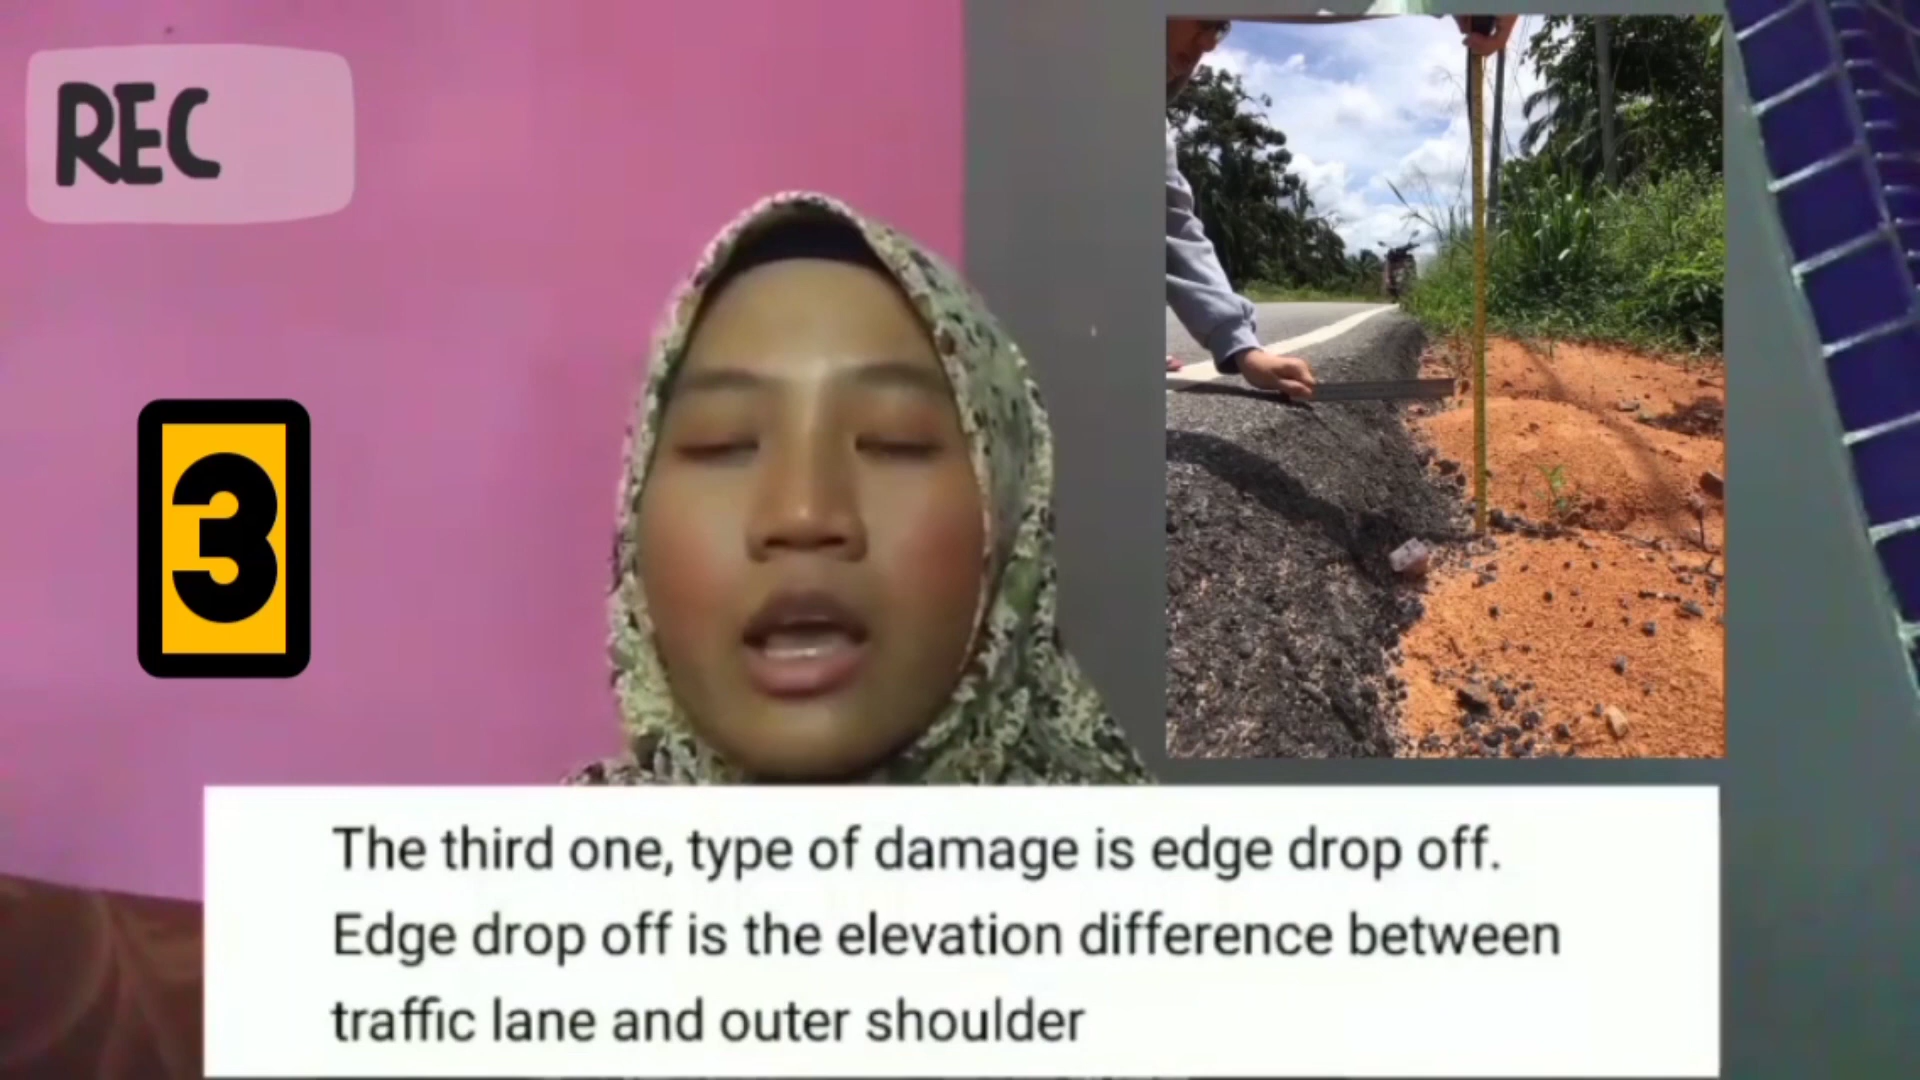 REC
3
The third one, type of damage is edge drop off.
Edge drop off is the elevation difference between
traffic lane and outer shoulder